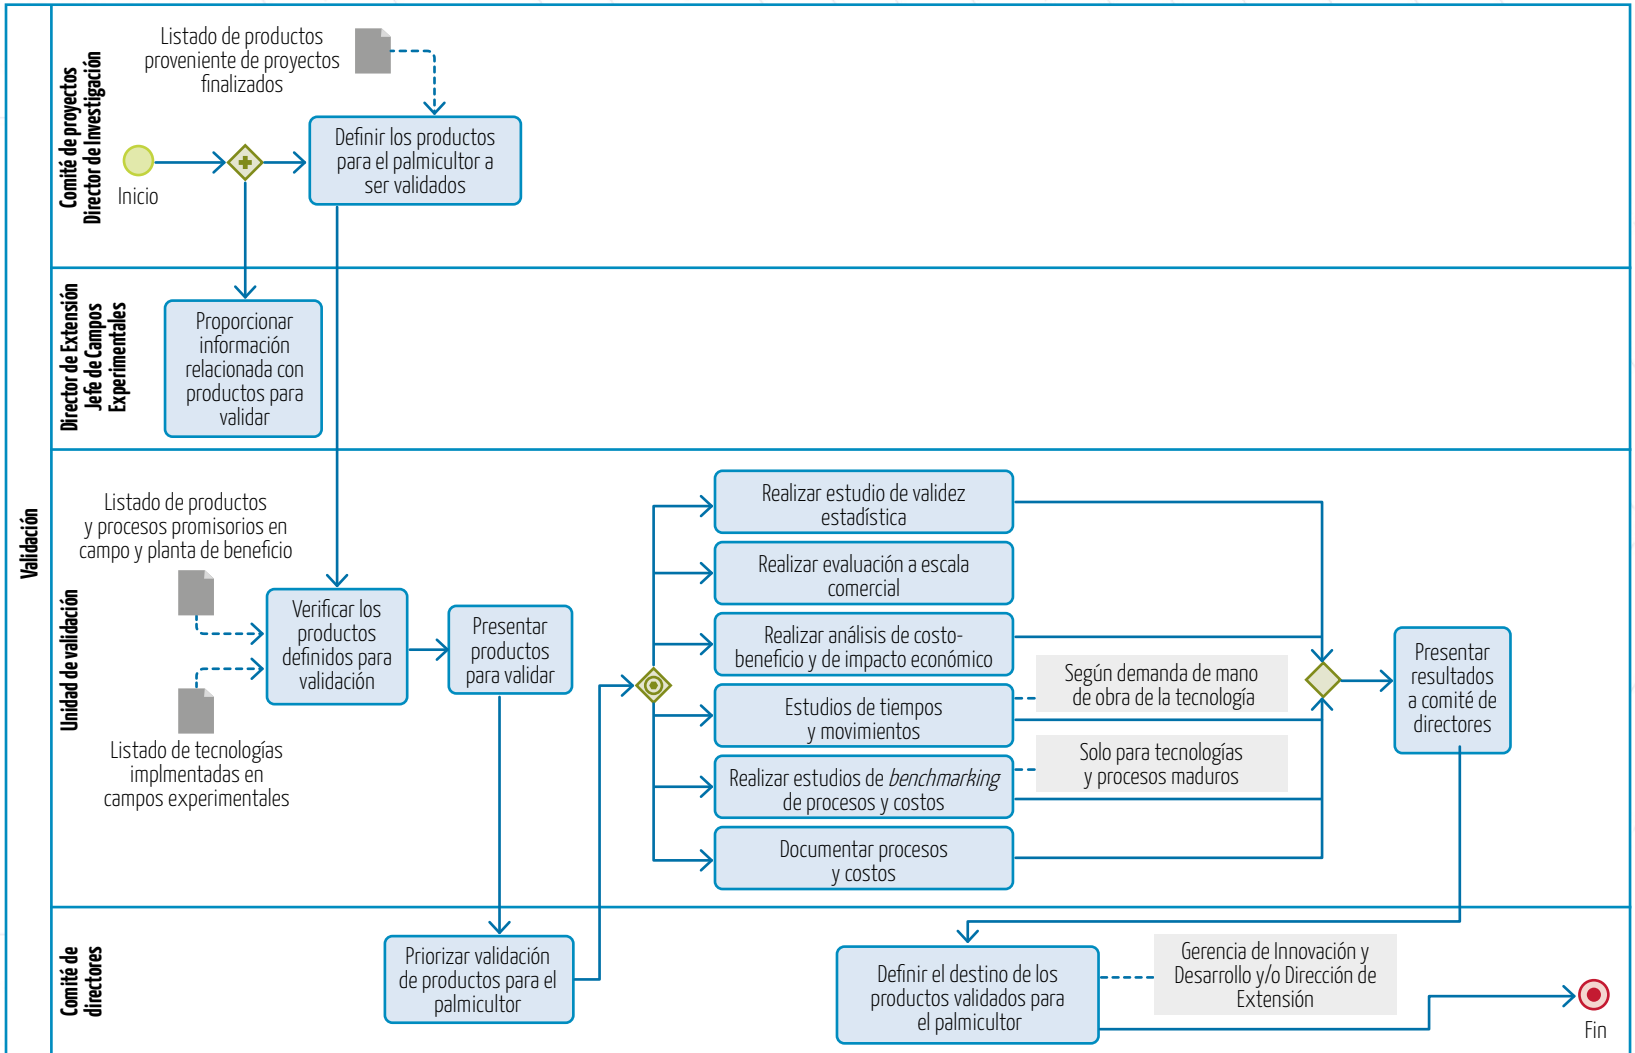 Validación
Comité de proyectos
Director de Investigación
Listado de productos
proveniente de proyectos
finalizados
Inicio
Definir los productos
para el palmicultor a
ser validados
Director de Extensión
Jefe de Campos
Experimentales
Proporcionar
información
relacionada con
productos para
validar
Unidad de validación
Listado de productos
y procesos promisorios en
campo y planta de beneficio
Listado de tecnologías
implmentadas en
campos experimentales
Verificar los
productos
definidos para
validación
Presentar
productos
para validar
Realizar estudio de validez
estadística
Realizar evaluación a escala
comercial
Realizar análisis de costo-
beneficio y de impacto económico
Estudios de tiempos
y movimientos
Según demanda de mano
de obra de la tecnología
Realizar estudios de benchmarking
de procesos y costos
Solo para tecnologías
y procesos maduros
Documentar procesos
y costos
Presentar
resultados
a comité de
directores
Comité de
directores
Priorizar validación
de productos para el
palmicultor
Definir el destino de los
productos validados para
el palmicultor
Gerencia de Innovación y
Desarrollo y/o Dirección de
Extensión
Fin